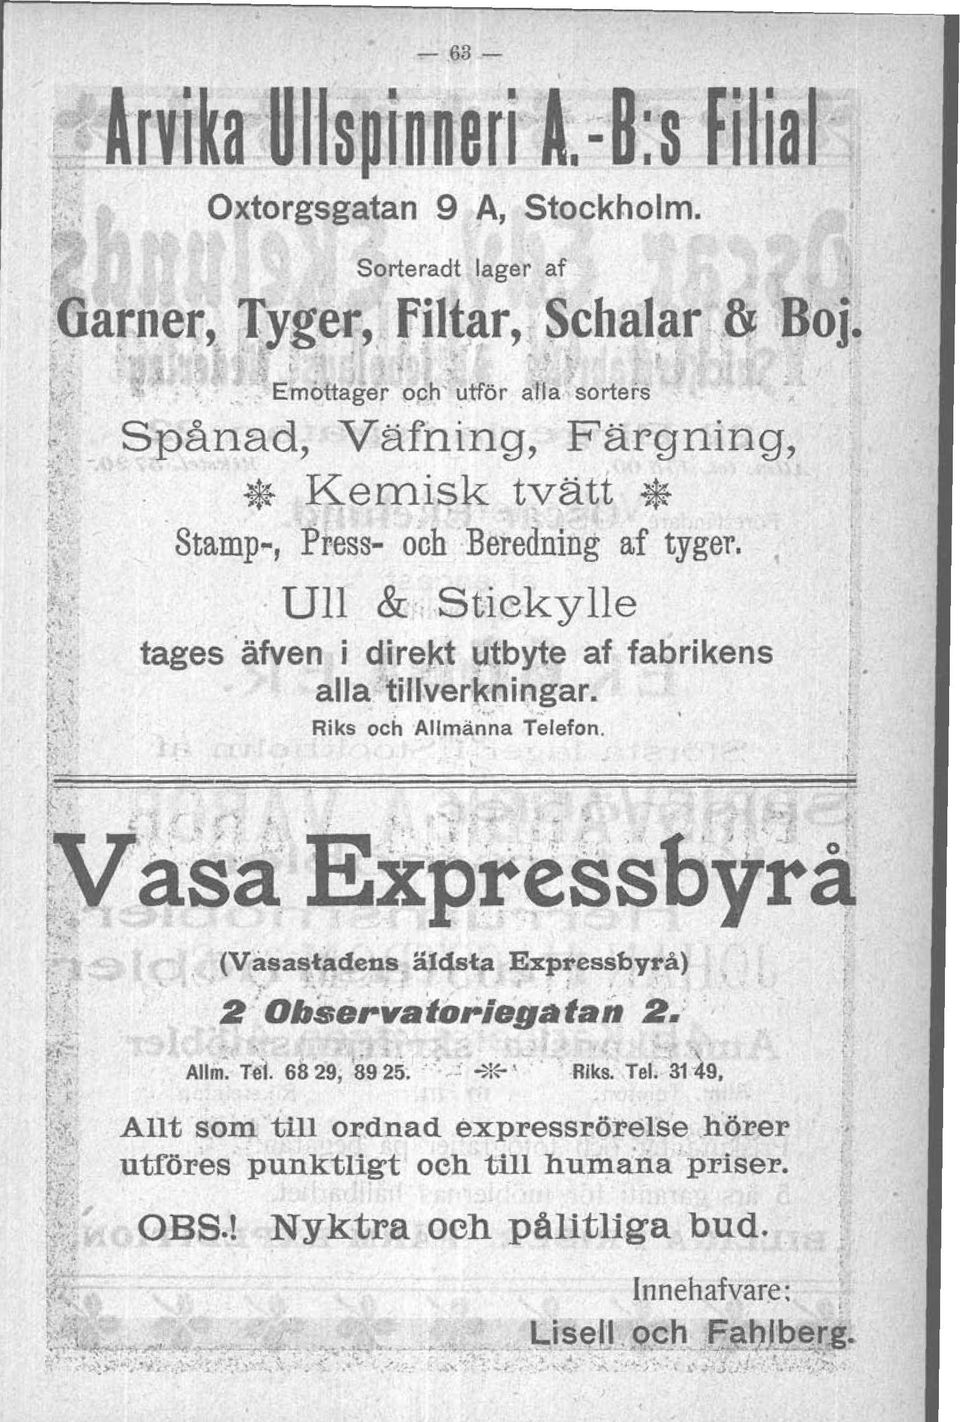 — 63 —
Arvika Ullspinneri A.-B:s Filial
Oxtorgsgatan 9 A, Stockholm.
Sorteradt lager af
Garner, Tyger, Filtar, Schalar & Boj.
Emottager och utför alla sorters
Spånad, Väfning, Färgning,
Kemisk tvätt
Stamp-, Press- och Beredning af tyger.
Ull & Stickylle
tages äfven i direkt utbyte af fabrikens
alla tillverkningar.
Riks och Allmänna Telefon.
Vasa Expressbyrå
(Vasastadens äldsta Expressbyrå)
2 Observatoriegatan 2.
Allm. Tel. 68 29, 89 25. Riks. Tel. 31 49,
Allt som till ordnad expressrörelse hörer
utföres punktligt och till humana priser.
OBS.! Nyktra och pålitliga bud.
Innehafvare:
Lisell och Fahlberg.